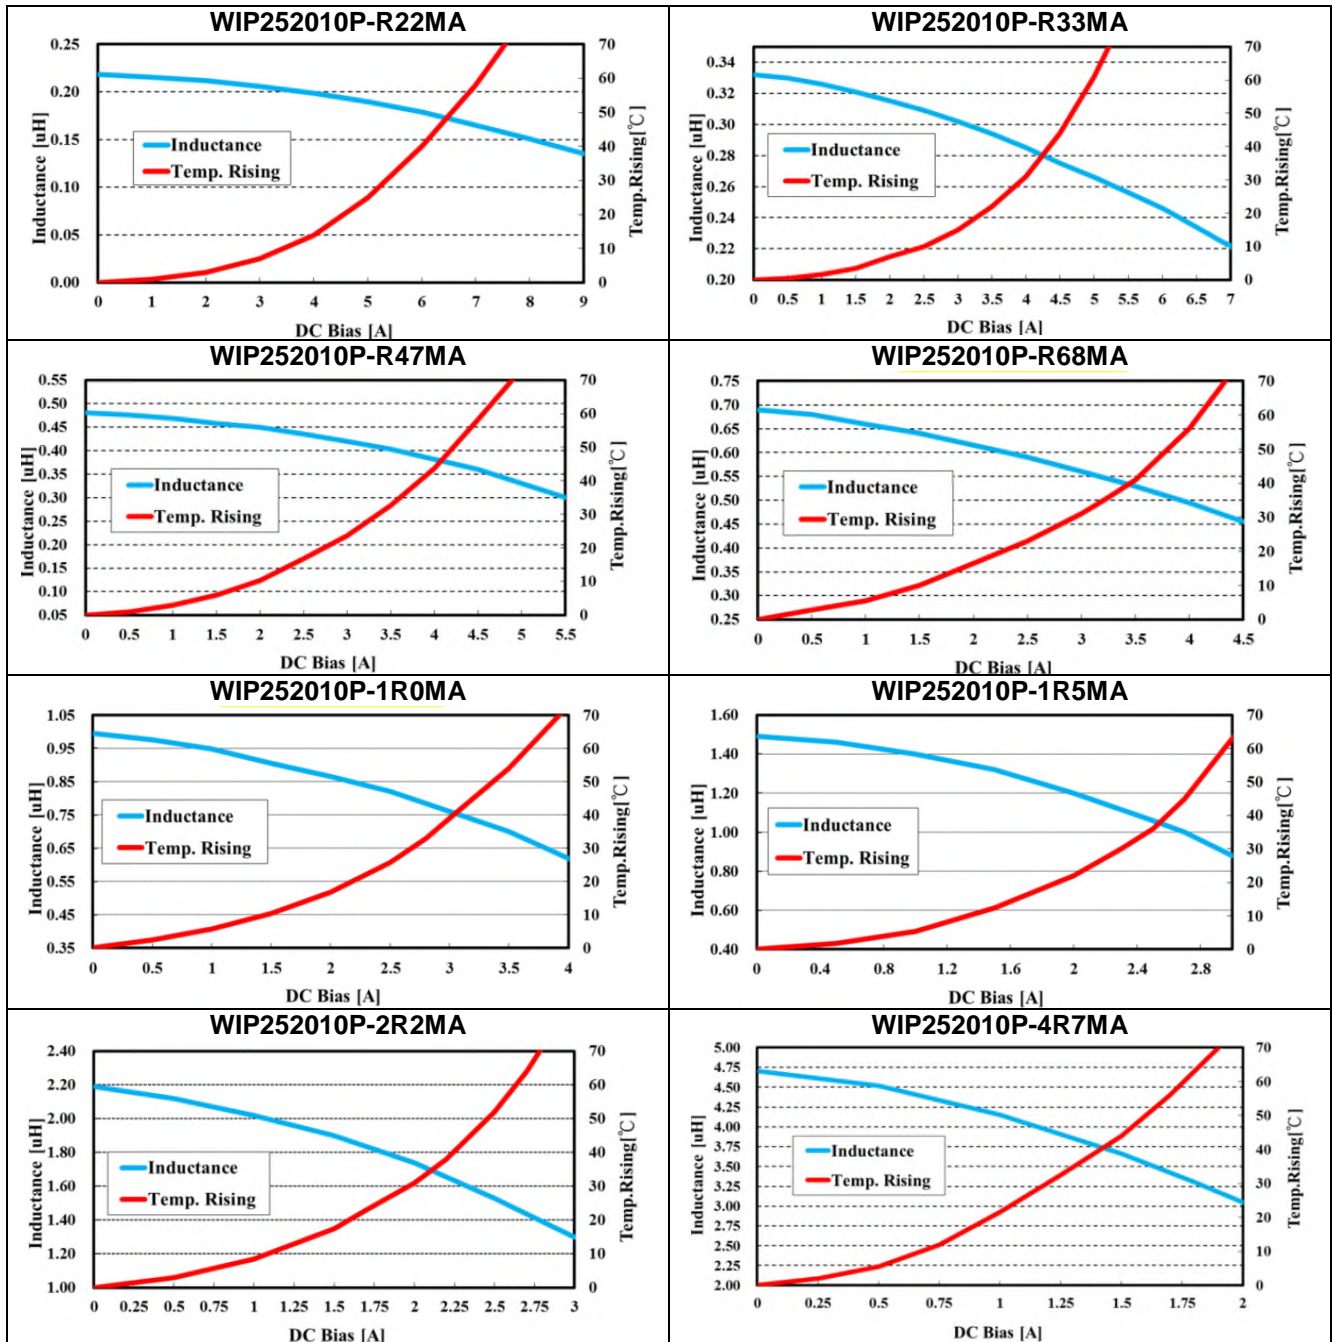 WIP252010P-R22MA
Inductance [uH]
0.25
0.20
0.15
0.10
0.05
0.00
Inductance
Temp. Rising
70
60
50
40
30
20
10
0
Temp.Rising[℃]
0 1 2 3 4 5 6 7 8 9
DC Bias [A]
WIP252010P-R33MA
Inductance [uH]
0.34
0.32
0.30
0.28
0.26
0.24
0.22
0.20
Inductance
Temp. Rising
70
60
50
40
30
20
10
0
Temp.Rising[℃]
0 0.5 1 1.5 2 2.5 3 3.5 4 4.5 5 5.5 6 6.5 7
DC Bias [A]
WIP252010P-R47MA
Inductance [uH]
0.55
0.50
0.45
0.40
0.35
0.30
0.25
0.20
0.15
0.10
0.05
Inductance
Temp. Rising
70
60
50
40
30
20
10
0
Temp.Rising[℃]
0 0.5 1 1.5 2 2.5 3 3.5 4 4.5 5 5.5
DC Bias [A]
WIP252010P-R68MA
Inductance [uH]
0.75
0.70
0.65
0.60
0.55
0.50
0.45
0.40
0.35
0.30
0.25
Inductance
Temp. Rising
70
60
50
40
30
20
10
0
Temp.Rising[℃]
0 0.5 1 1.5 2 2.5 3 3.5 4 4.5
DC Bias [A]
WIP252010P-1R0MA
Inductance [uH]
1.05
0.95
0.85
0.75
0.65
0.55
0.45
0.35
Inductance
Temp. Rising
70
60
50
40
30
20
10
0
Temp.Rising[℃]
0 0.5 1 1.5 2 2.5 3 3.5 4
DC Bias [A]
WIP252010P-1R5MA
Inductance [uH]
1.60
1.40
1.20
1.00
0.80
0.60
0.40
Inductance
Temp. Rising
70
60
50
40
30
20
10
0
Temp.Rising[℃]
0 0.4 0.8 1.2 1.6 2 2.4 2.8
DC Bias [A]
WIP252010P-2R2MA
Inductance [uH]
2.40
2.20
2.00
1.80
1.60
1.40
1.20
1.00
Inductance
Temp. Rising
70
60
50
40
30
20
10
0
Temp.Rising[℃]
0 0.25 0.5 0.75 1 1.25 1.5 1.75 2 2.25 2.5 2.75 3
DC Bias [A]
WIP252010P-4R7MA
Inductance [uH]
5.00
4.75
4.50
4.25
4.00
3.75
3.50
3.25
3.00
2.75
2.50
2.25
2.00
Inductance
Temp. Rising
70
60
50
40
30
20
10
0
Temp.Rising[℃]
0 0.25 0.5 0.75 1 1.25 1.5 1.75 2
DC Bias [A]